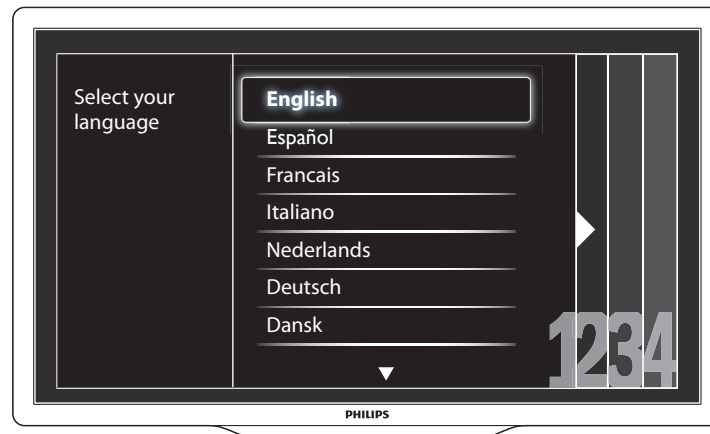 Select your
language
English
Español
Francais
Italiano
Nederlands
Deutsch
Dansk
1234
PHILIPS